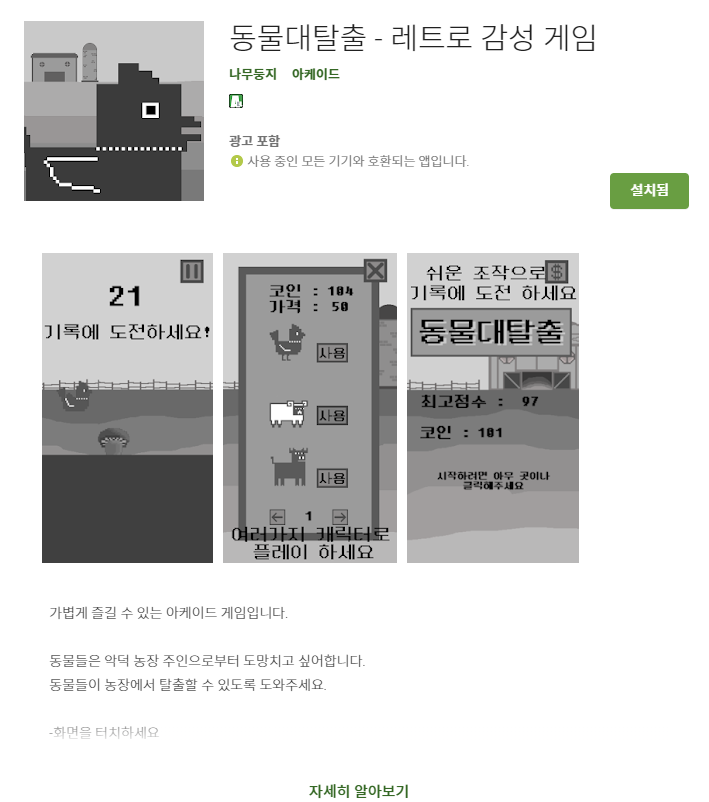 동물대탈출 - 레트로 감성 게임
나무둥지 아케이드
광고 포함
사용 중인 모든 기기와 호환되는 앱입니다.
설치됨
21
기록에 도전하세요!
코인 : 104
가격 : 50
사용
사용
사용
1
여러가지 캐릭터로
플레이 하세요
쉬운 조작으로
$
기록에 도전 하세요
동물대탈출
최고점수 : 97
코인 : 101
시작하려면 아무 곳이나
클릭해주세요
가볍게 즐길 수 있는 아케이드 게임입니다.
동물들은 악덕 농장 주인으로부터 도망치고 싶어합니다.
동물들이 농장에서 탈출할 수 있도록 도와주세요.
-화면을 터치하세요
자세히 알아보기